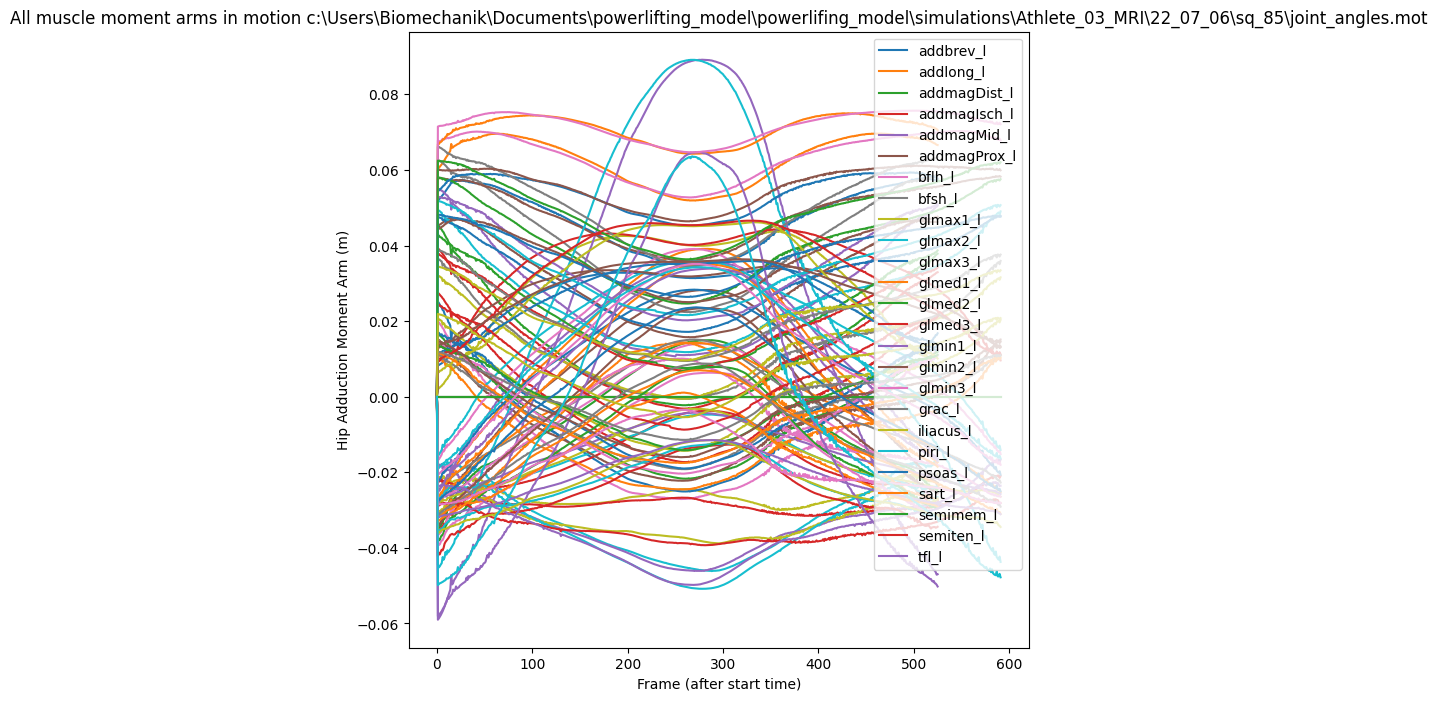 All muscle moment arms in motion c:\Users\Biomechanik\Documents\powerlifting_model\powerlifing_model\simulations\Athlete_03_MRI\22_07_06\sq_85\joint_angles.mot
Hip Adduction Moment Arm (m)
0.08
0.06
0.04
0.02
0.00
−0.02
−0.04
−0.06
addbrev_l
addlong_l
addmagDist_l
addmagIsch_l
addmagMid_l
addmagProx_l
bflh_l
bfsh_l
glmax1_l
glmax2_l
glmax3_l
glmed1_l
glmed2_l
glmed3_l
glmin1_l
glmin2_l
glmin3_l
grac_l
iliacus_l
piri_l
psoas_l
sart_l
semimem_l
semiten_l
tfl_l
0 100 200 300 400 500 600
Frame (after start time)